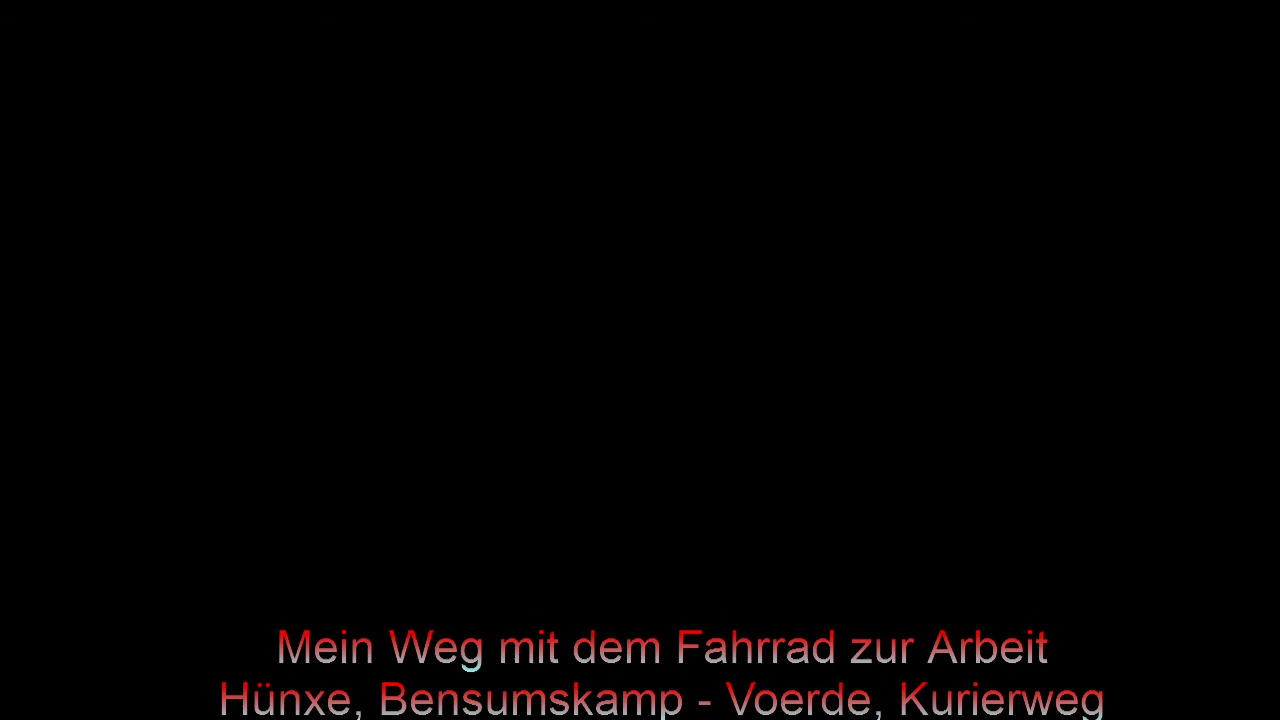 Mein Weg mit dem Fahrrad zur Arbeit
Hünxe, Bensumskamp - Voerde, Kurierweg